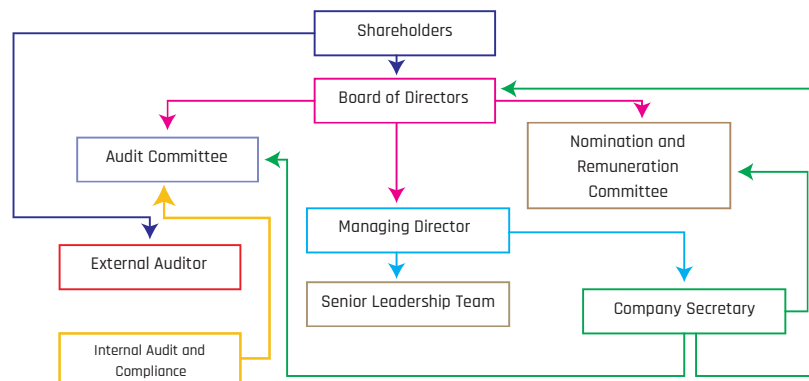 Shareholders
Board of Directors
Audit Committee
Nomination and
Remuneration
Committee
Managing Director
External Auditor
Senior Leadership Team
Company Secretary
Internal Audit and
Compliance